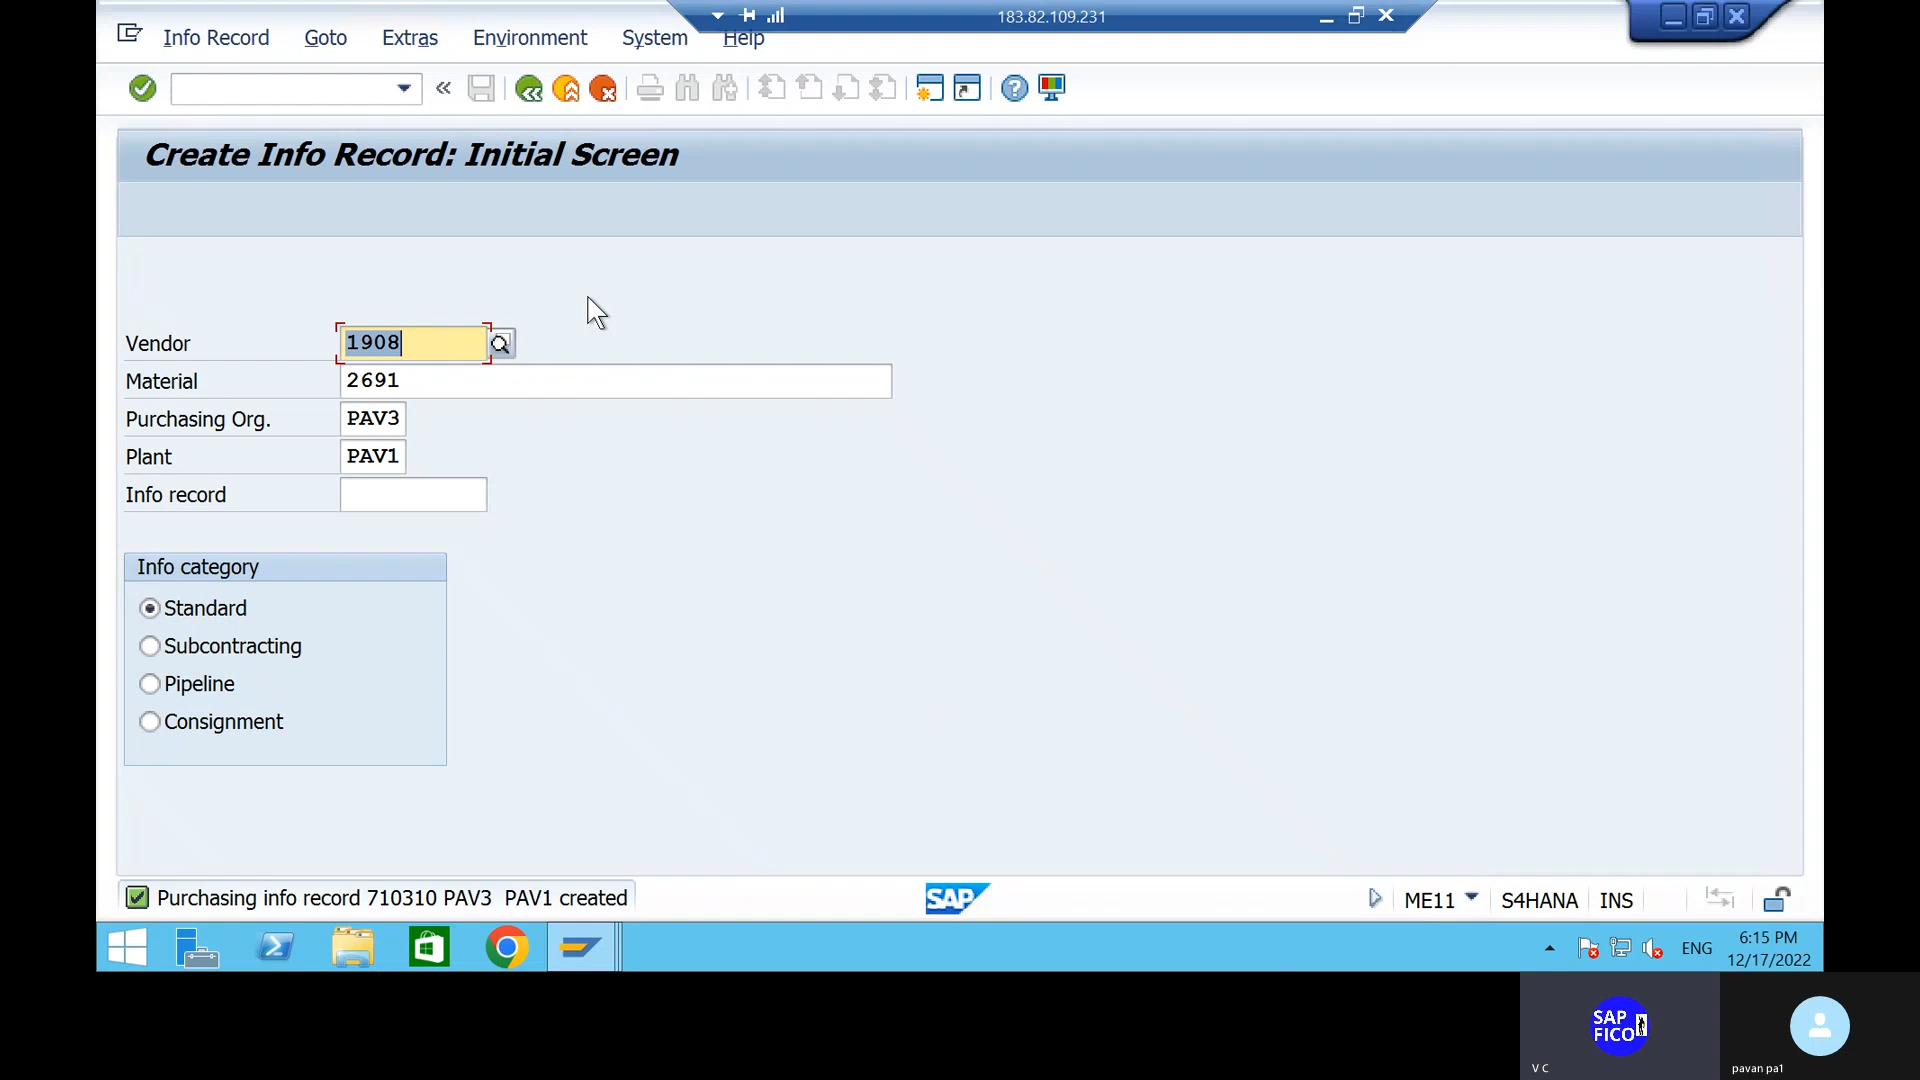 183.82.109.231
Info Record Goto Extras Environment System Help
Create Info Record: Initial Screen
Vendor 1908
Material 2691
Purchasing Org. PAV3
Plant PAV1
Info record
Info category
Standard
Subcontracting
Pipeline
Consignment
Purchasing info record 710310 PAV3 PAV1 created
SAP
ME11 S4HANA INS
ENG
6:15 PM
12/17/2022
SAP
FICO
V C
pavan pa1